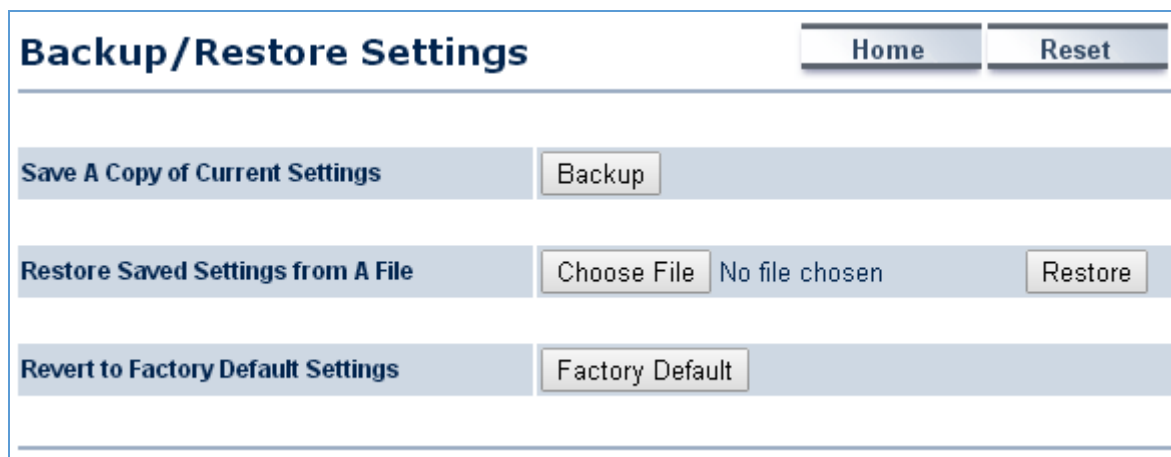 Backup/Restore Settings Home Reset
Save A Copy of Current Settings Backup
Restore Saved Settings from A File Choose File No file chosen Restore
Revert to Factory Default Settings Factory Default